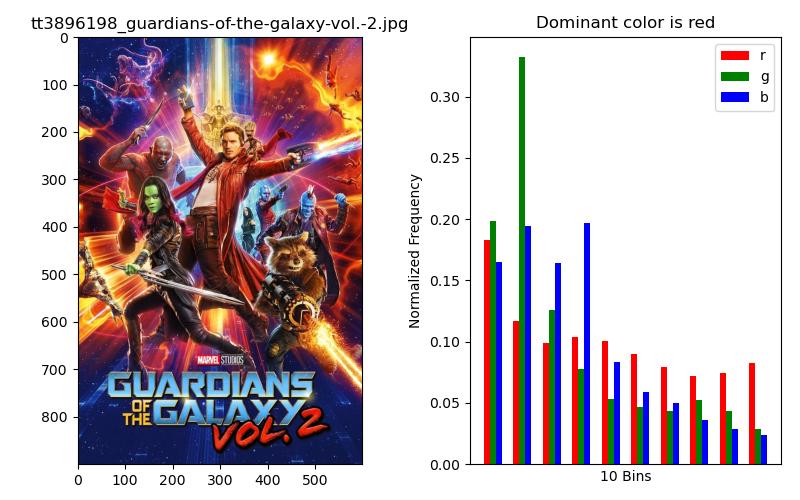 tt3896198_guardians-of-the-galaxy-vol.-2.jpg
0
100
200
300
400
500
600
700
800
0 100 200 300 400 500
MARVEL STUDIOS
GUARDIANS
OF THE GALAXY
VOL. 2
Dominant color is red
r
g
b
Normalized Frequency
0.30
0.25
0.20
0.15
0.10
0.05
0.00
10 Bins